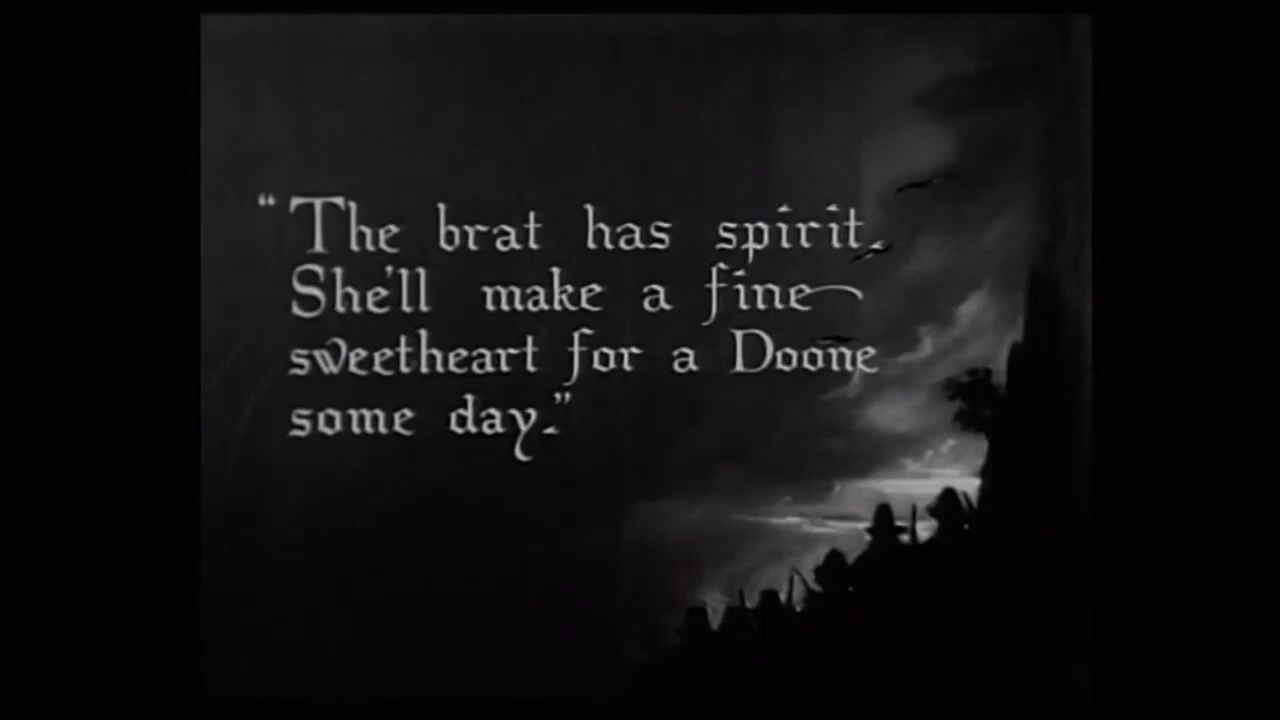 “The brat has spirit.
She'll make a fine
sweetheart for a Doone
some day.”